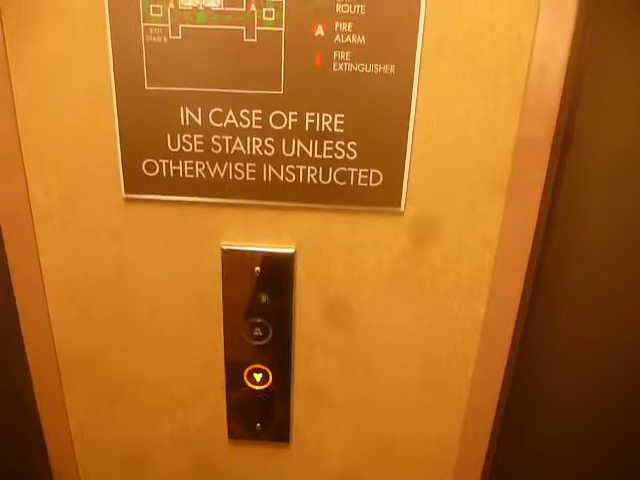 ROUTE
A FIRE
ALARM
FIRE
EXTINGUISHER
IN CASE OF FIRE
USE STAIRS UNLESS
OTHERWISE INSTRUCTED